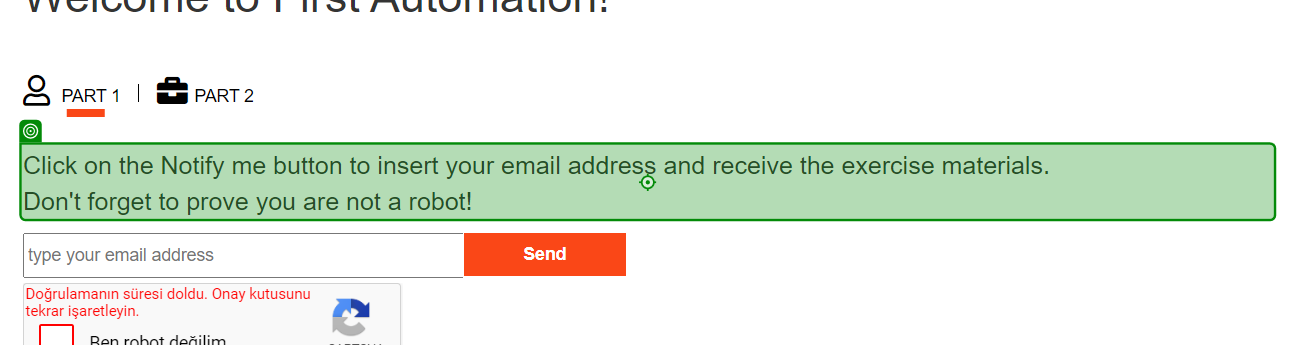 Welcome to First Automation!
PART 1
PART 2
Click on the Notify me button to insert your email address and receive the exercise materials.
Don't forget to prove you are not a robot!
type your email address
Send
Doğrulamanın süresi doldu. Onay kutusunu
tekrar işaretleyin.
Ben robot değilim